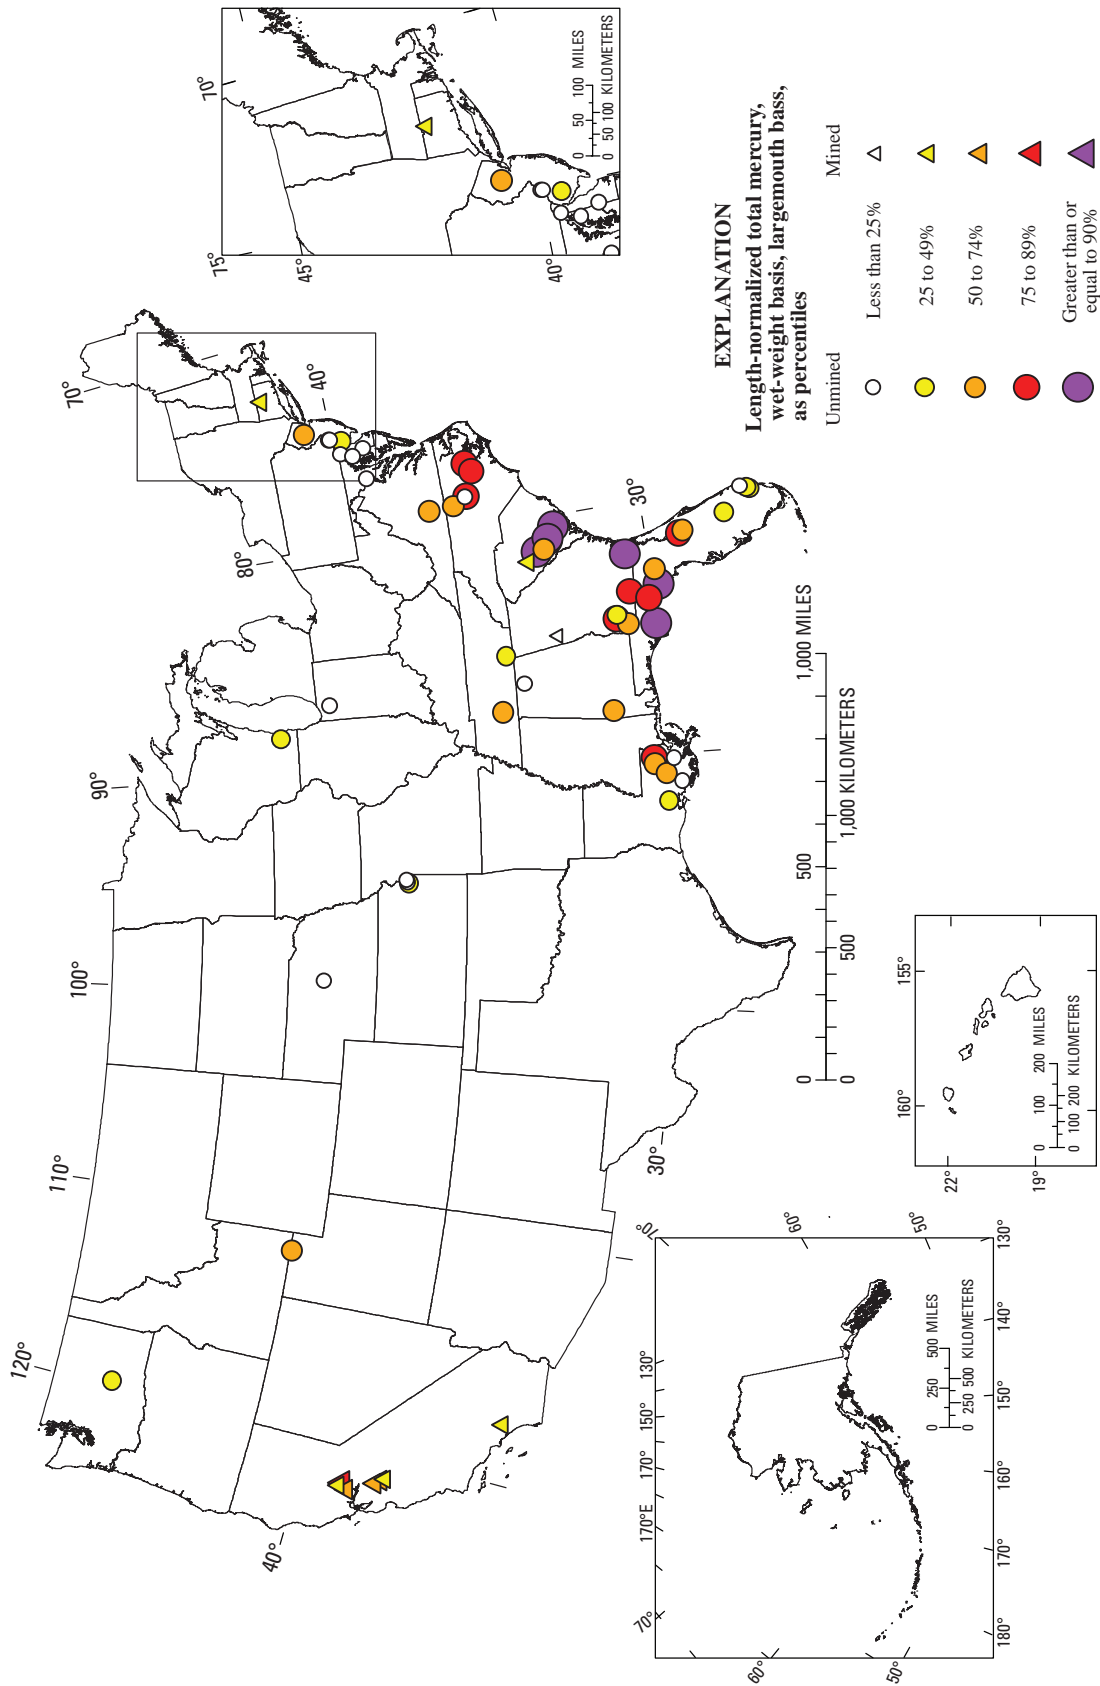 120°
110°
100°
90°
80°
70°
40°
40°
30°
30°
0 500 1,000 MILES
0 500 1,000 KILOMETERS
75°
70°
45°
40°
0 50 100 MILES
0 50 100 KILOMETERS
70°
170°E
170°
150°
130°
70°
60°
50°
60°
50°
180°
170°
160°
150°
140°
130°
0 250 500 MILES
0 250 500 KILOMETERS
160°
155°
22°
19°
0 100 200 MILES
0 100 200 KILOMETERS
EXPLANATION
Length-normalized total mercury,
wet-weight basis, largemouth bass,
as percentiles
Unmined Mined
Less than 25%
25 to 49%
50 to 74%
75 to 89%
Greater than or
equal to 90%